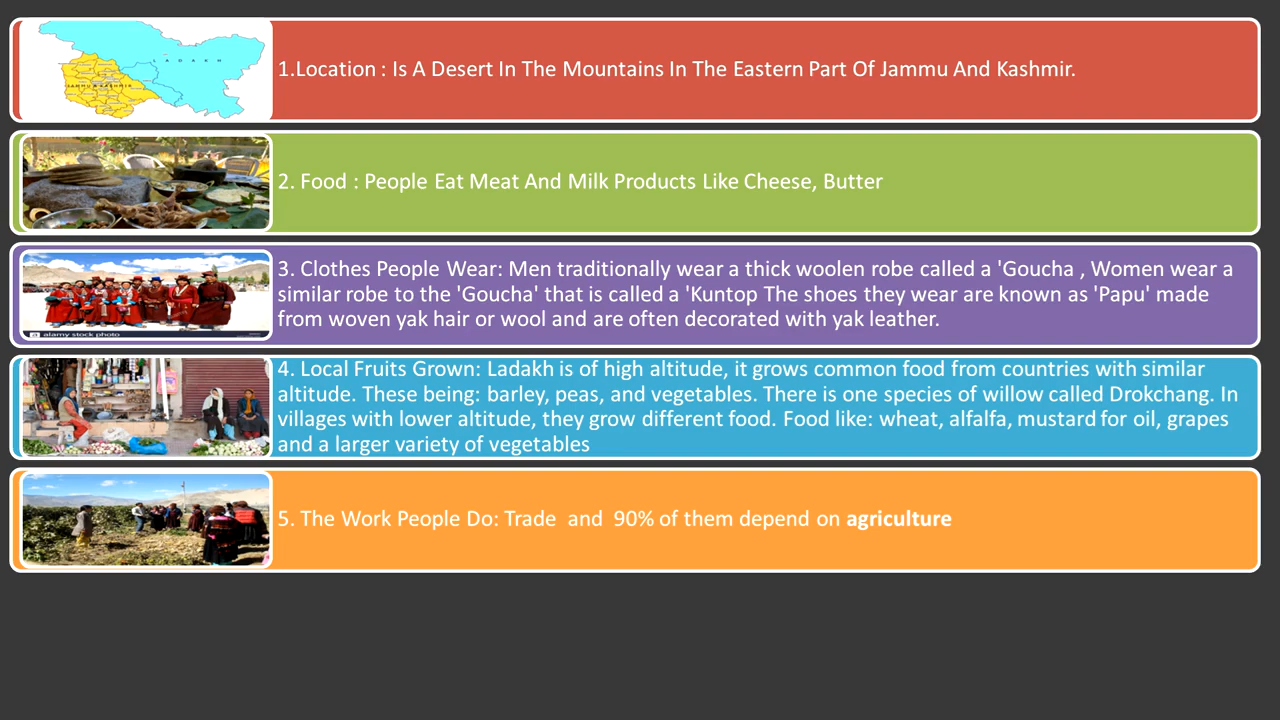 LADAKH
JAMMU & KASHMIR
1.Location : Is A Desert In The Mountains In The Eastern Part Of Jammu And Kashmir.
2. Food : People Eat Meat And Milk Products Like Cheese, Butter
3. Clothes People Wear: Men traditionally wear a thick woolen robe called a 'Goucha , Women wear a
similar robe to the 'Goucha' that is called a 'Kuntop The shoes they wear are known as 'Papu' made
from woven yak hair or wool and are often decorated with yak leather.
alamy stock photo
4. Local Fruits Grown: Ladakh is of high altitude, it grows common food from countries with similar
altitude. These being: barley, peas, and vegetables. There is one species of willow called Drokchang. In
villages with lower altitude, they grow different food. Food like: wheat, alfalfa, mustard for oil, grapes
and a larger variety of vegetables
5. The Work People Do: Trade  and  90% of them depend on agriculture